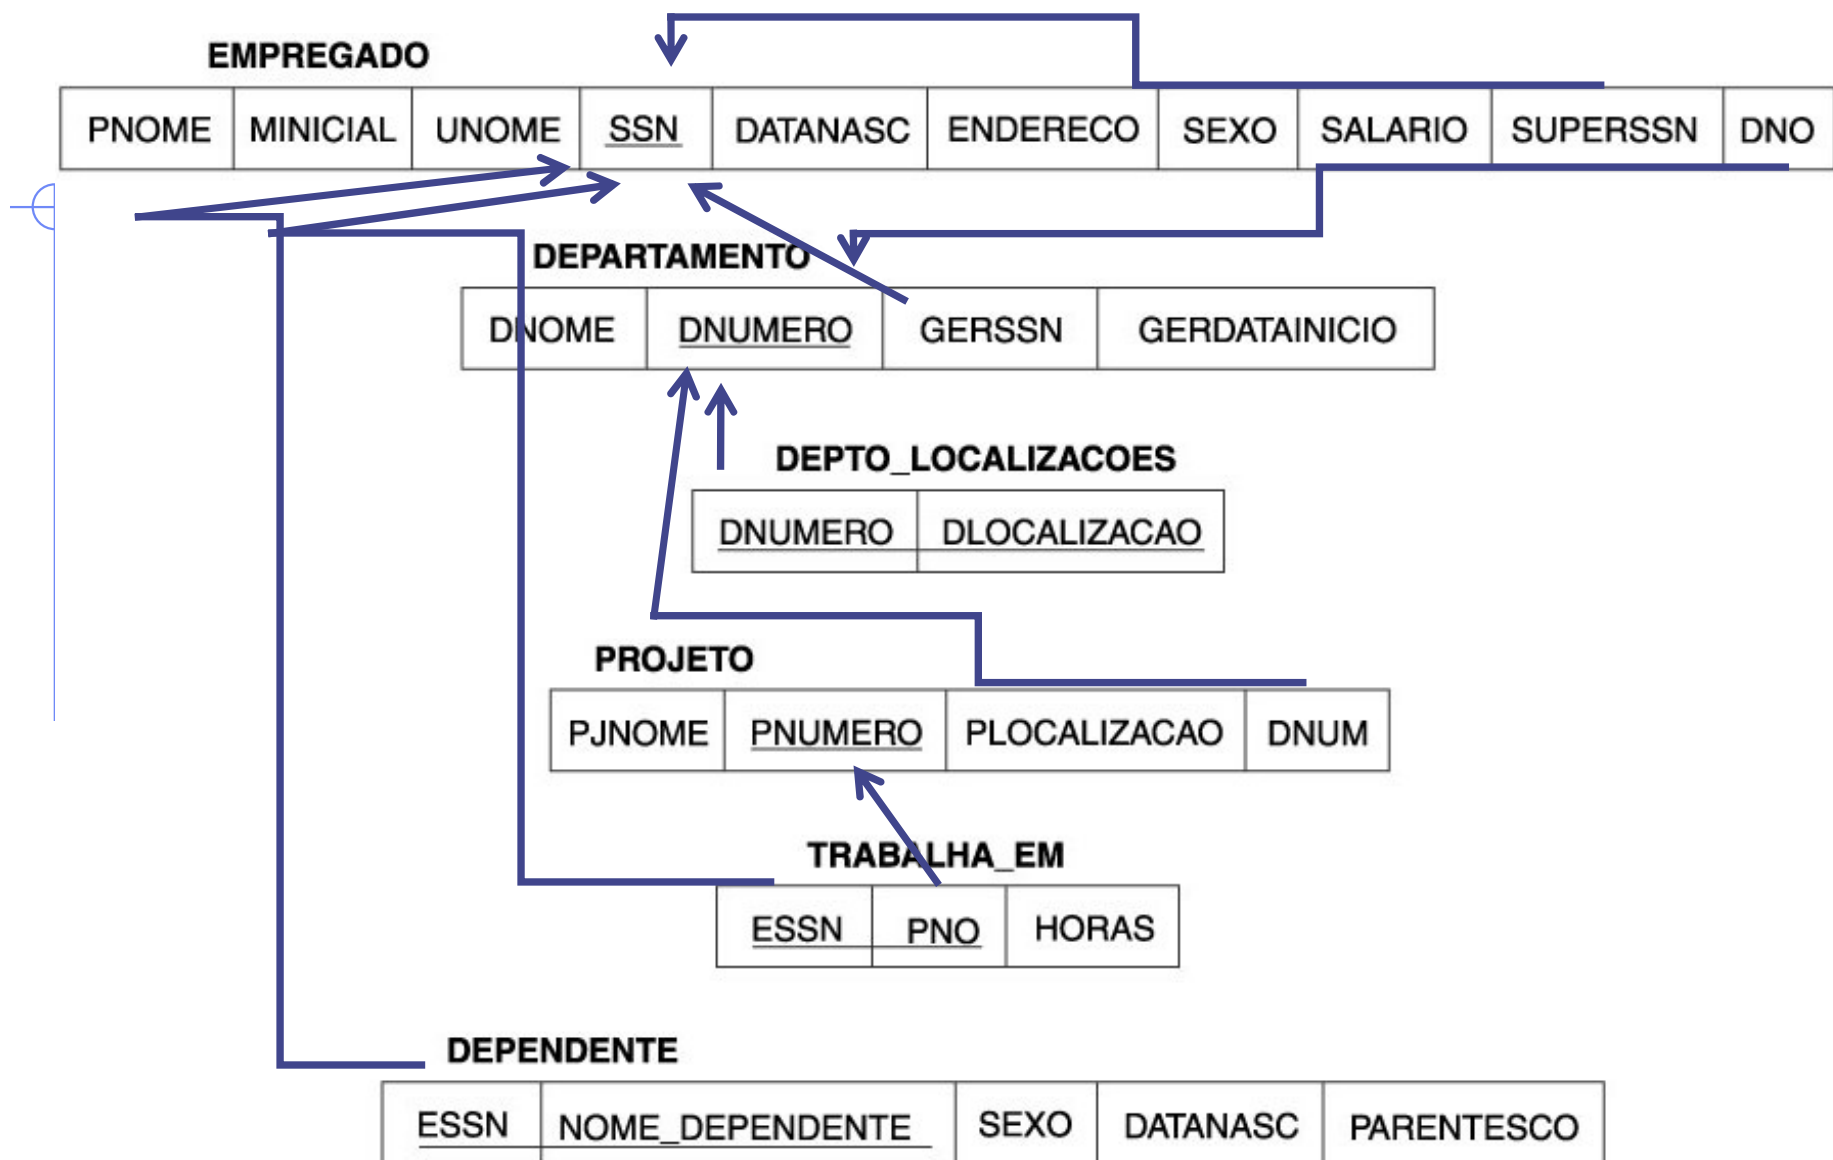 EMPREGADO
PNOME MINICIAL UNOME SSN DATANASC ENDERECO SEXO SALARIO SUPERSSN DNO
DEPARTAMENTO
DNOME DNUMERO GERSSN GERDATAINICIO
DEPTO_LOCALIZACOES
DNUMERO DLOCALIZACAO
PROJETO
PJNOME PNUMERO PLOCALIZACAO DNUM
TRABALHA_EM
ESSN PNO HORAS
DEPENDENTE
ESSN NOME_DEPENDENTE SEXO DATANASC PARENTESCO